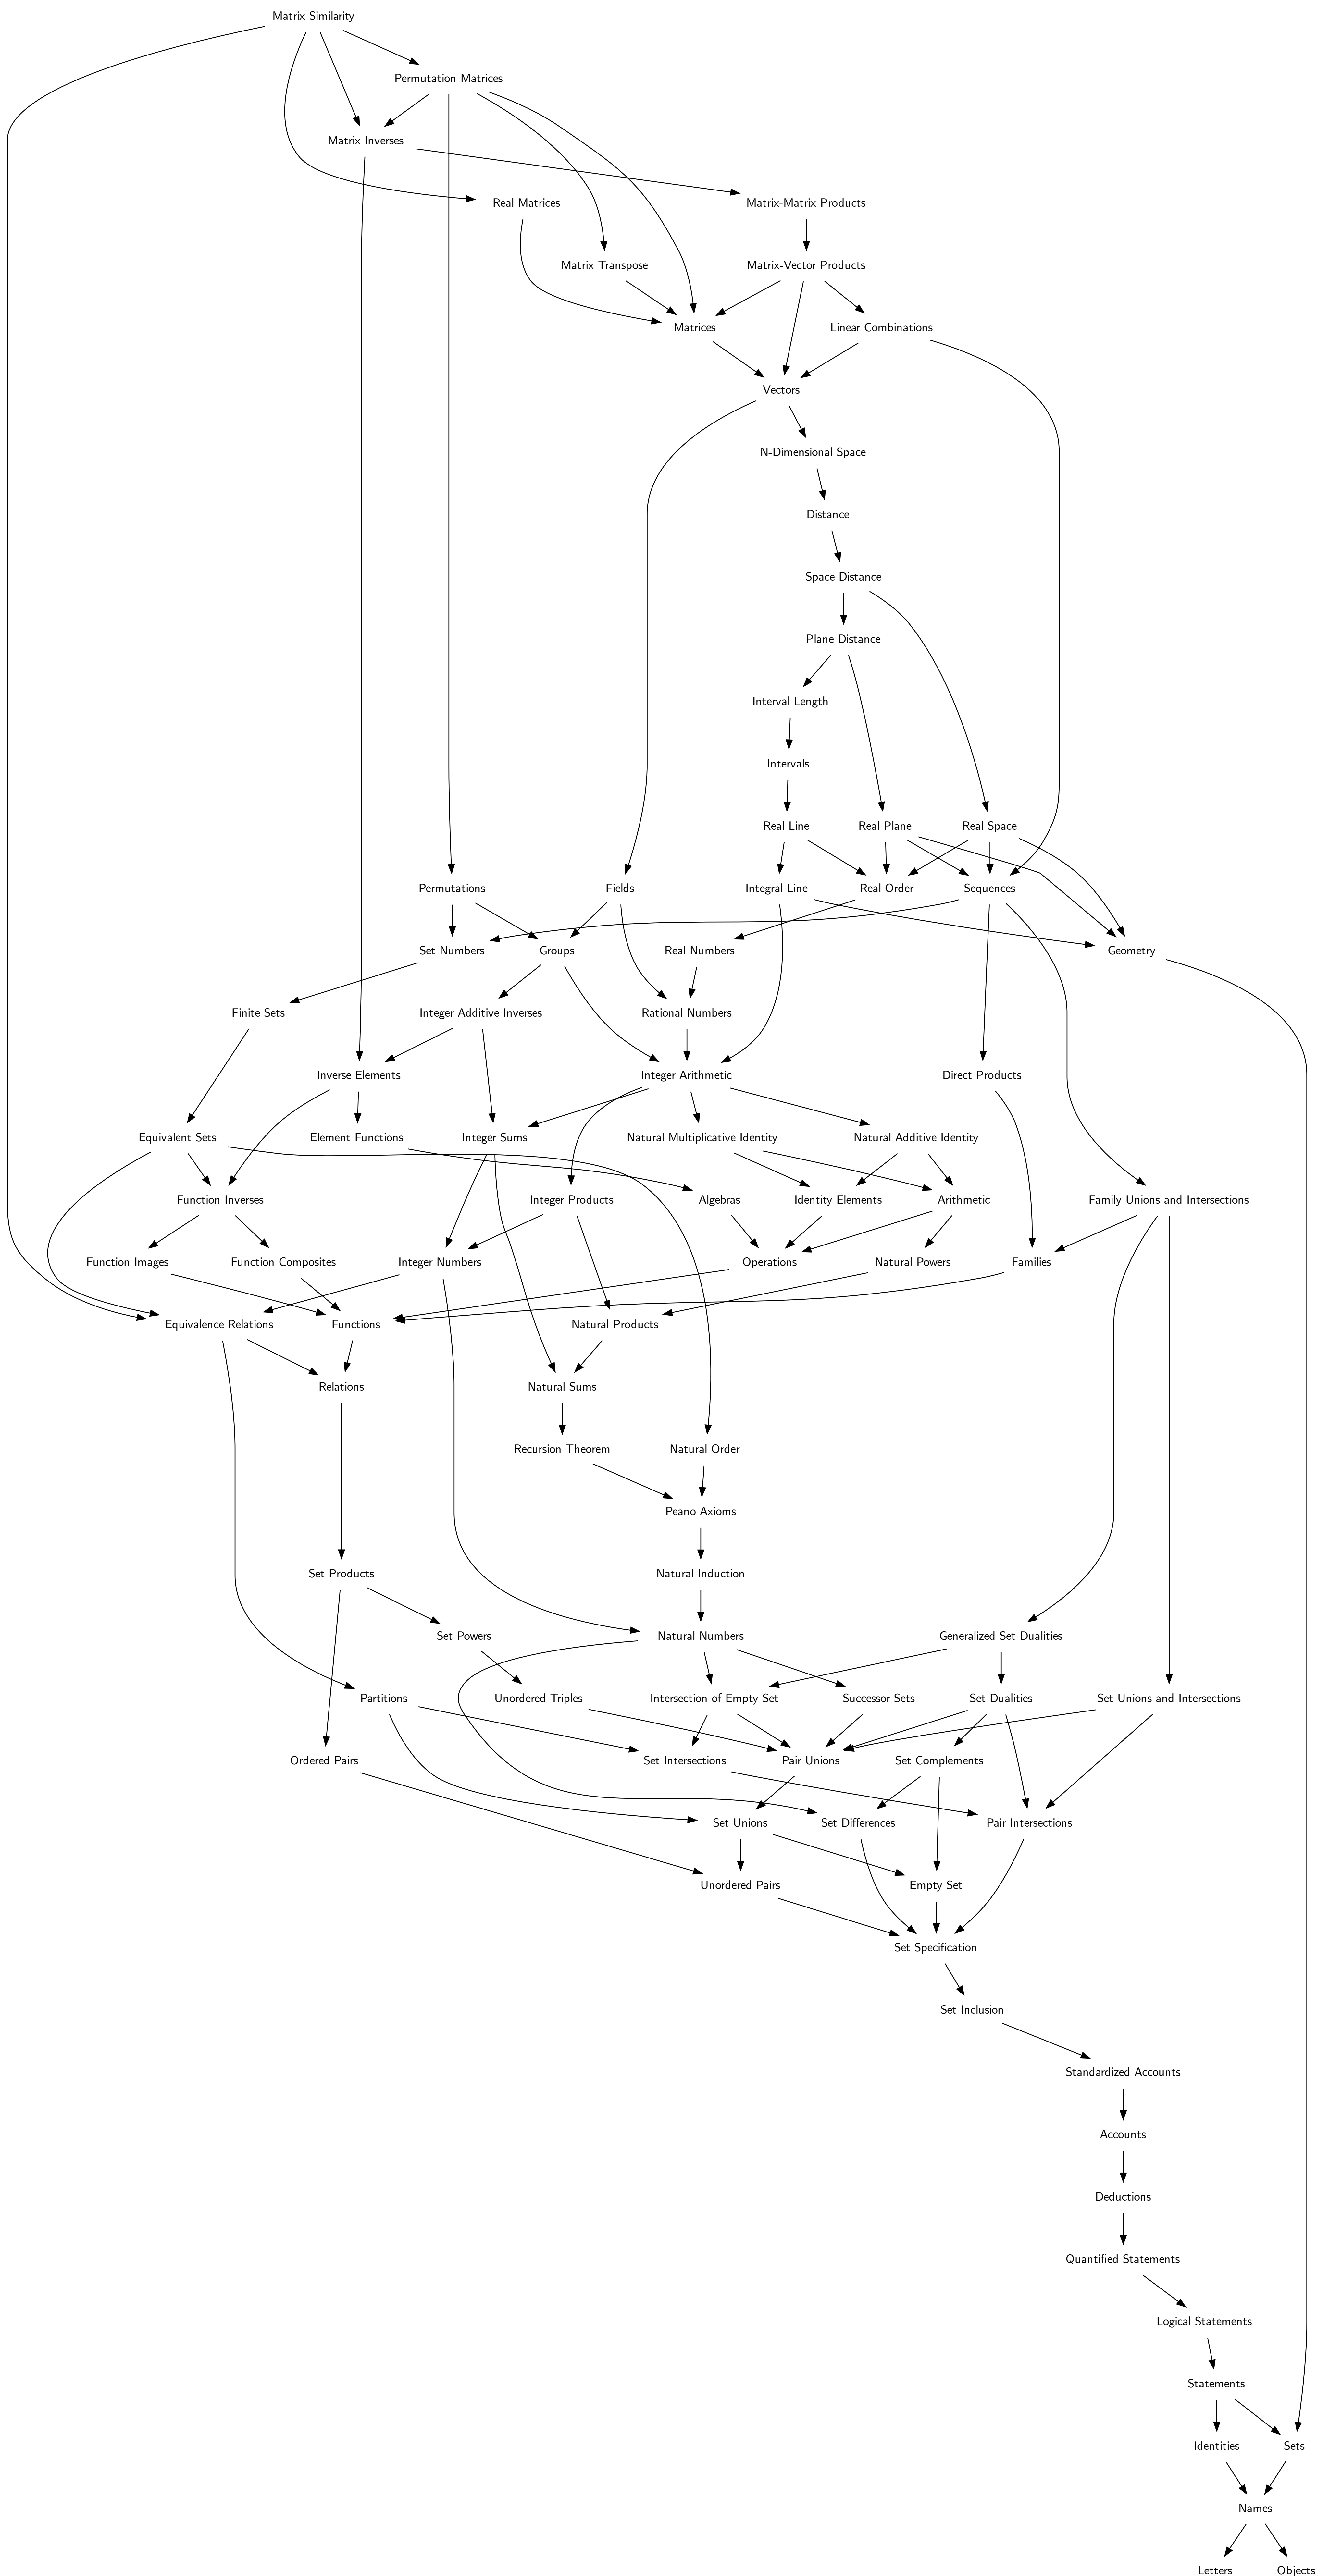 Matrix Similarity
Permutation Matrices
Matrix Inverses
Real Matrices
Matrix-Matrix Products
Matrix Transpose
Matrix-Vector Products
Matrices
Linear Combinations
Vectors
N-Dimensional Space
Distance
Space Distance
Plane Distance
Interval Length
Intervals
Real Line
Real Plane
Real Space
Permutations
Fields
Integral Line
Real Order
Sequences
Set Numbers
Groups
Real Numbers
Geometry
Finite Sets
Integer Additive Inverses
Rational Numbers
Inverse Elements
Integer Arithmetic
Direct Products
Equivalent Sets
Element Functions
Integer Sums
Natural Multiplicative Identity
Natural Additive Identity
Function Inverses
Integer Products
Algebras
Identity Elements
Arithmetic
Family Unions and Intersections
Function Images
Function Composites
Integer Numbers
Operations
Natural Powers
Families
Equivalence Relations
Functions
Natural Products
Relations
Natural Sums
Recursion Theorem
Natural Order
Peano Axioms
Set Products
Natural Induction
Set Powers
Natural Numbers
Generalized Set Dualities
Partitions
Unordered Triples
Intersection of Empty Set
Successor Sets
Set Dualities
Set Unions and Intersections
Ordered Pairs
Set Intersections
Pair Unions
Set Complements
Set Unions
Set Differences
Pair Intersections
Unordered Pairs
Empty Set
Set Specification
Set Inclusion
Standardized Accounts
Accounts
Deductions
Quantified Statements
Logical Statements
Statements
Identities
Sets
Names
Letters
Objects